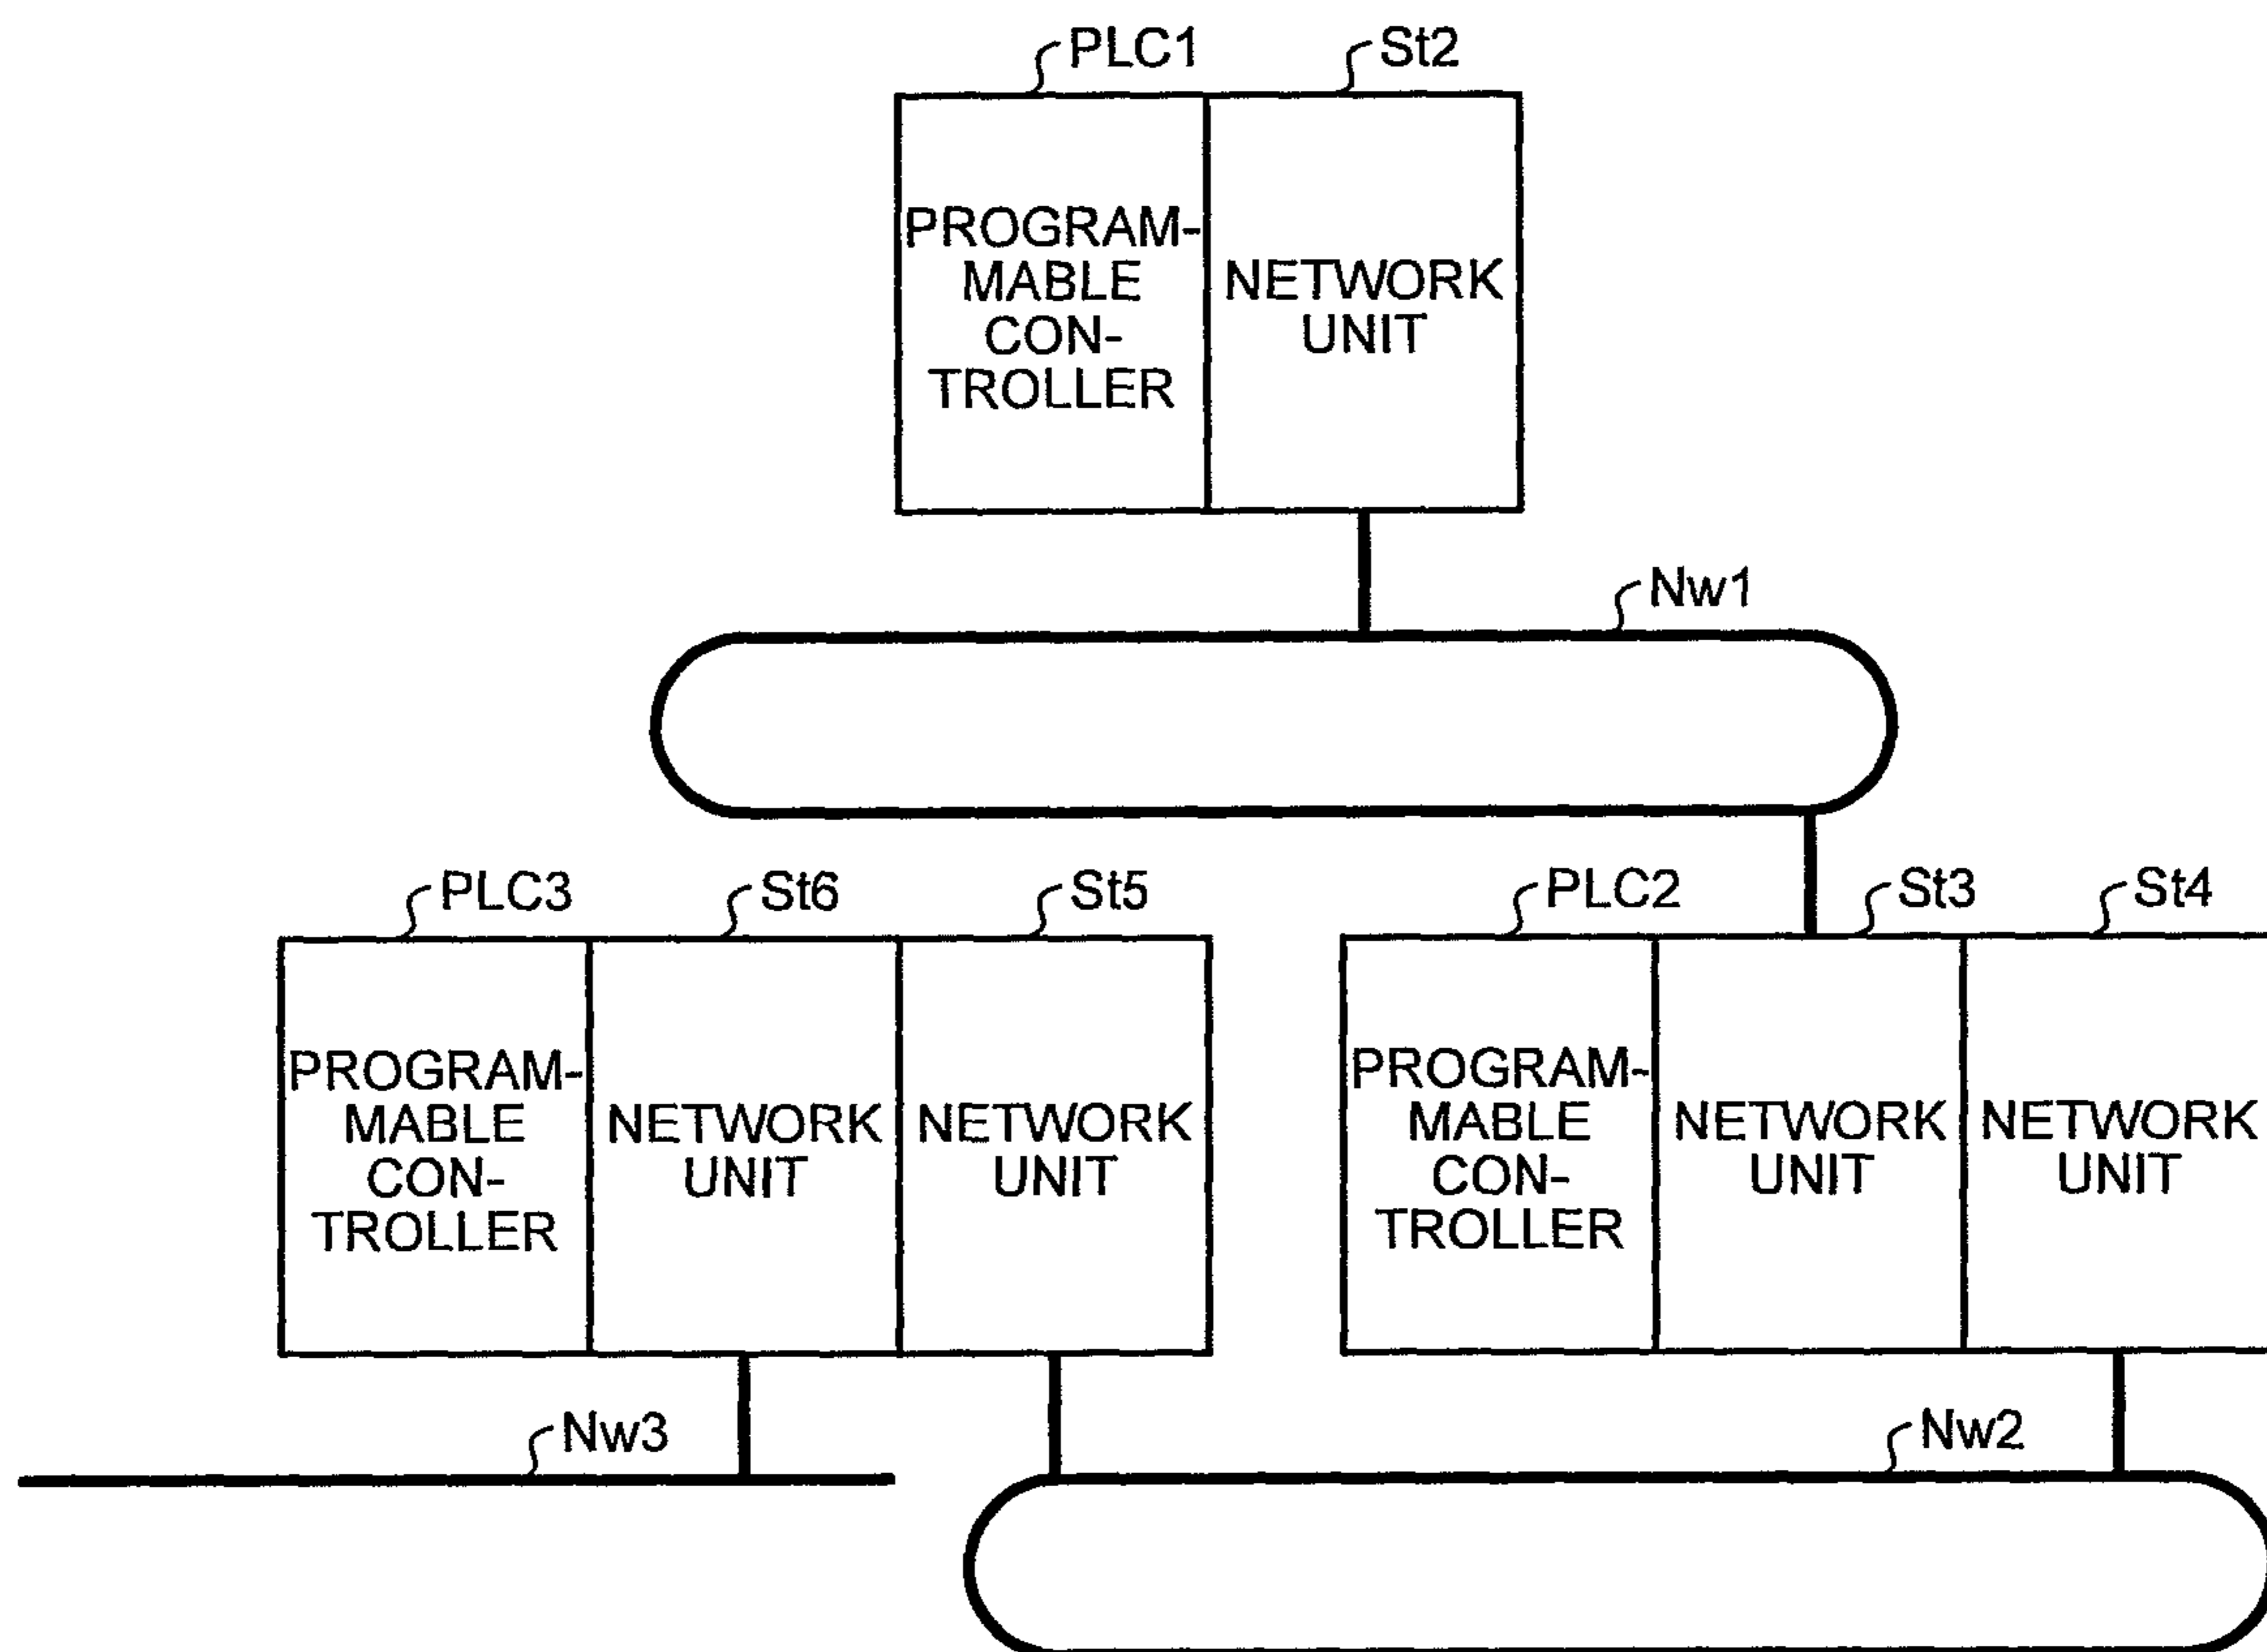 PLC1
St2
PROGRAM-
MABLE
CON-
TROLLER
NETWORK
UNIT
Nw1
PLC3
St6
St5
PLC2
St3
St4
PROGRAM-
MABLE
CON-
TROLLER
NETWORK
UNIT
NETWORK
UNIT
PROGRAM-
MABLE
CON-
TROLLER
NETWORK
UNIT
NETWORK
UNIT
Nw3
Nw2